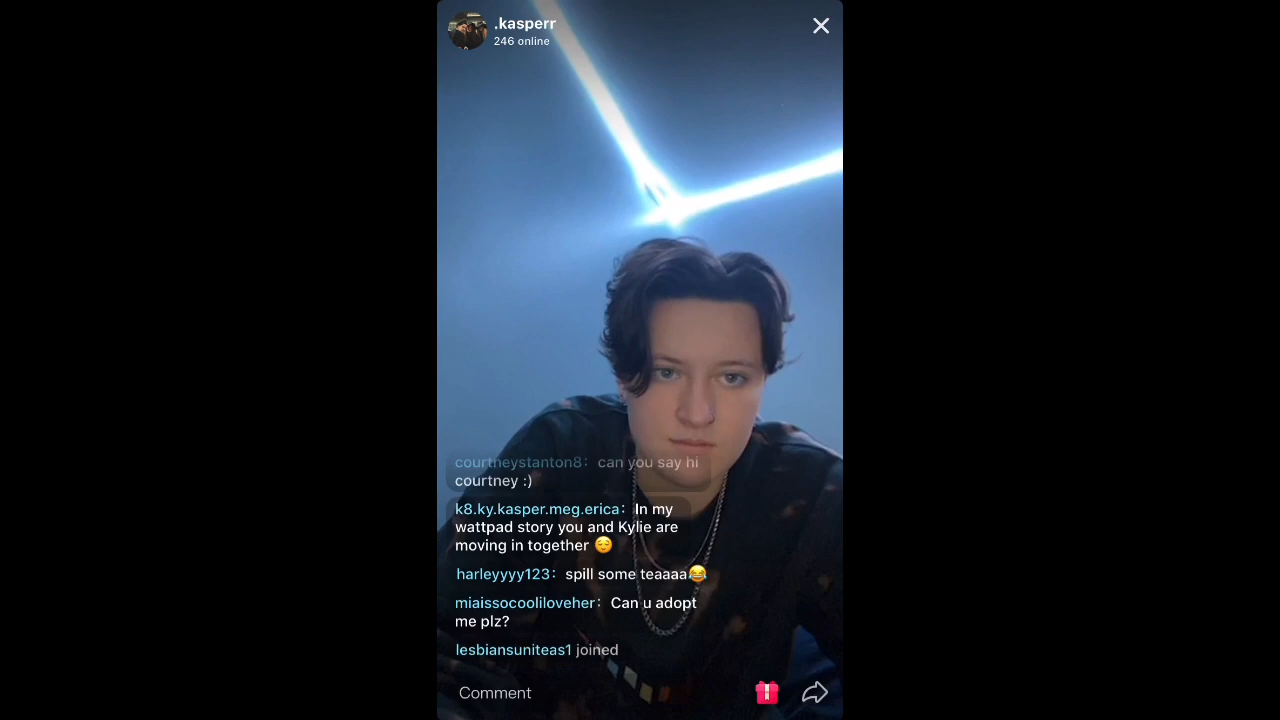 .kasperr
246 online
courtneystanton8: can you say hi
courtney :)
k8.ky.kasper.meg.erica: In my
wattpad story you and Kylie are
moving in together 😌
harleyyyy123: spill some teaaaa😂
miaissocooliloveher: Can u adopt
me plz?
lesbiansuniteas1 joined
Comment